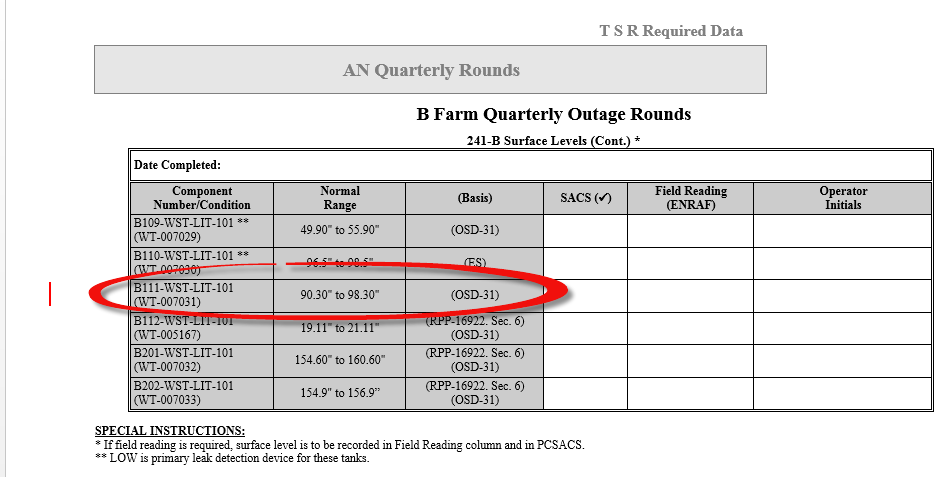 T S R Required Data
AN Quarterly Rounds
B Farm Quarterly Outage Rounds
241-B Surface Levels (Cont.) *
Date Completed:
Component Number/Condition Normal Range (Basis) SACS (✓) Field Reading (ENRAF) Operator Initials
B109-WST-LIT-101 ** 49.90" to 55.90" (OSD-31)
(WT-007029)
B110-WST-LIT-101 ** 96.5" to 98.5" (ES)
(WT-007030)
B111-WST-LIT-101 90.30" to 98.30" (OSD-31)
(WT-007031)
B112-WST-LIT-101 19.11" to 21.11" (RPP-16922. Sec. 6)
(WT-005167) (OSD-31)
B201-WST-LIT-101 154.60" to 160.60" (RPP-16922. Sec. 6)
(WT-007032) (OSD-31)
B202-WST-LIT-101 154.9" to 156.9” (RPP-16922. Sec. 6)
(WT-007033) (OSD-31)
SPECIAL INSTRUCTIONS:
* If field reading is required, surface level is to be recorded in Field Reading column and in PCSACS.
** LOW is primary leak detection device for these tanks.